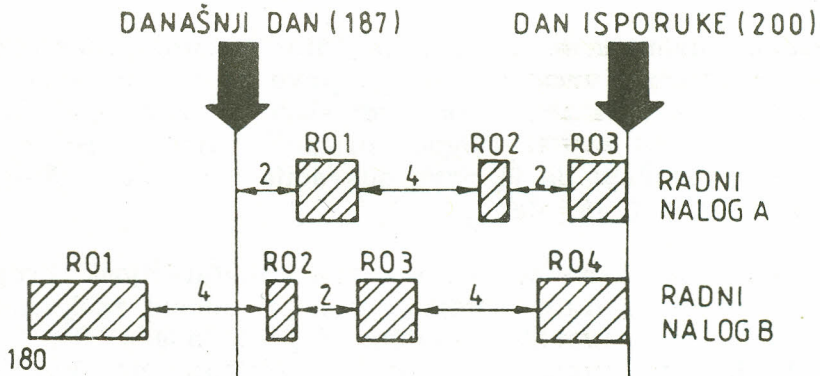 DANAŠNJI DAN (187)
DAN ISPORUKE (200)
RO1
RO2
RO3
2
4
2
RADNI
NALOG A
RO1
RO2
RO3
RO4
4
2
4
RADNI
NALOG B
180